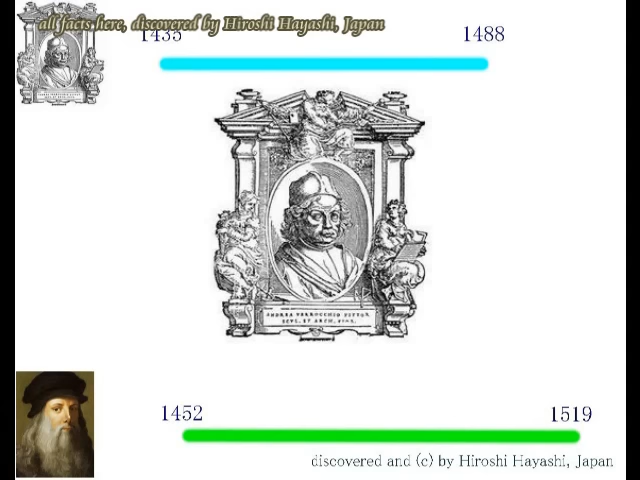 all facts here, discovered by Hiroshi Hayashi, Japan
1435 1488
ANDREA VERROCCHIO PITTOR
SCUL. ET ARCH. FIOR.
1452 1519
discovered and (c) by Hiroshi Hayashi, Japan